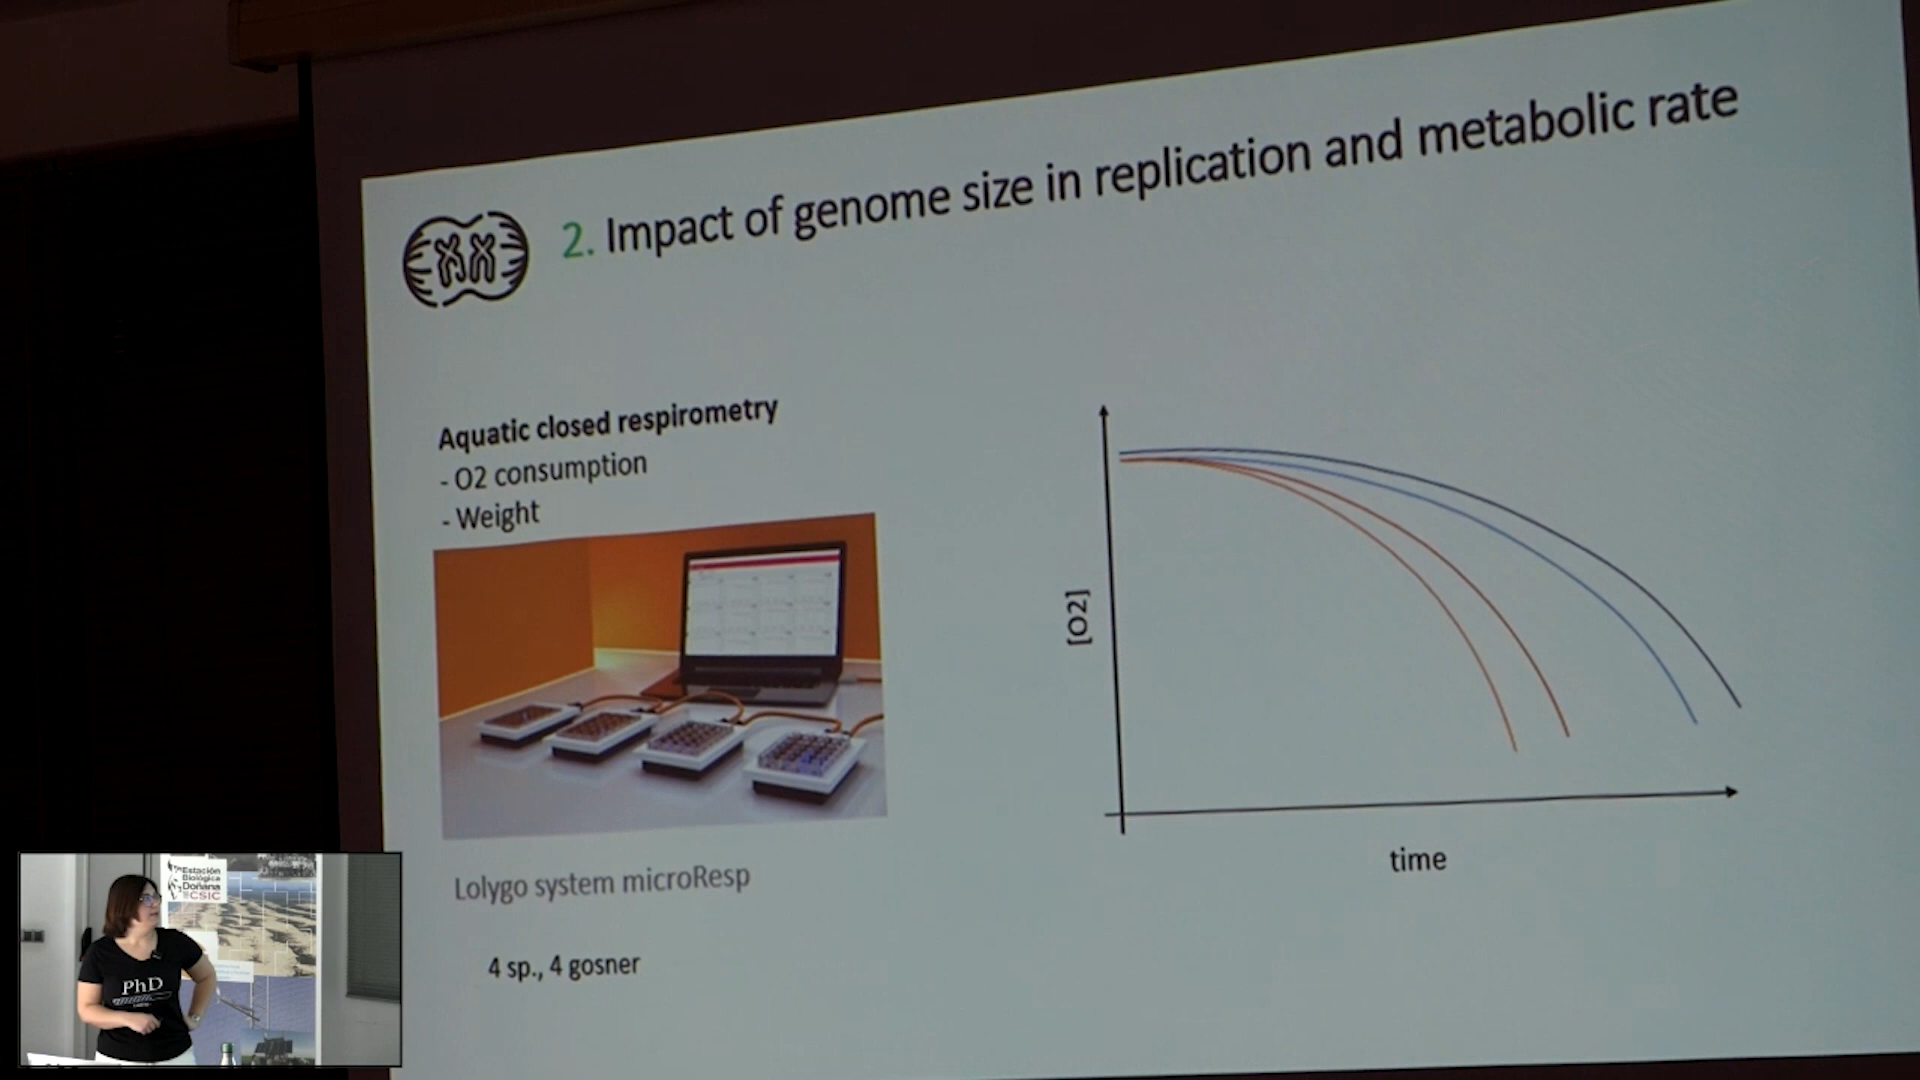 2. Impact of genome size in replication and metabolic rate
Aquatic closed respirometry
- O2 consumption
- Weight
[O2]
time
Lolygo system microResp
4 sp., 4 gosner
Estación
Biológica
Doñana
CSIC
PhD